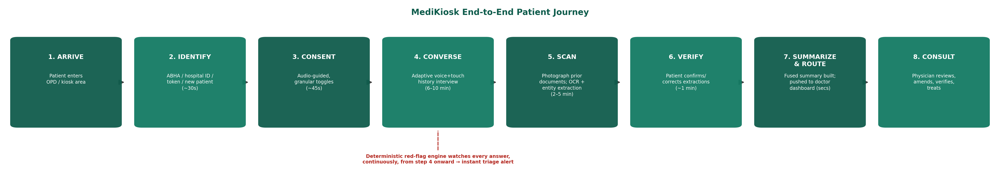 MediKiosk End-to-End Patient Journey
1. ARRIVE
Patient enters
OPD / kiosk area
2. IDENTIFY
ABHA / hospital ID /
token / new patient
(~30s)
3. CONSENT
Audio-guided,
granular toggles
(~45s)
4. CONVERSE
Adaptive voice+touch
history interview
(6–10 min)
5. SCAN
Photograph prior
documents; OCR +
entity extraction
(2–5 min)
6. VERIFY
Patient confirms/
corrects extractions
(~1 min)
7. SUMMARIZE
& ROUTE
Fused summary built;
pushed to doctor
dashboard (secs)
8. CONSULT
Physician reviews,
amends, verifies,
treats
Deterministic red-flag engine watches every answer,
continuously, from step 4 onward → instant triage alert